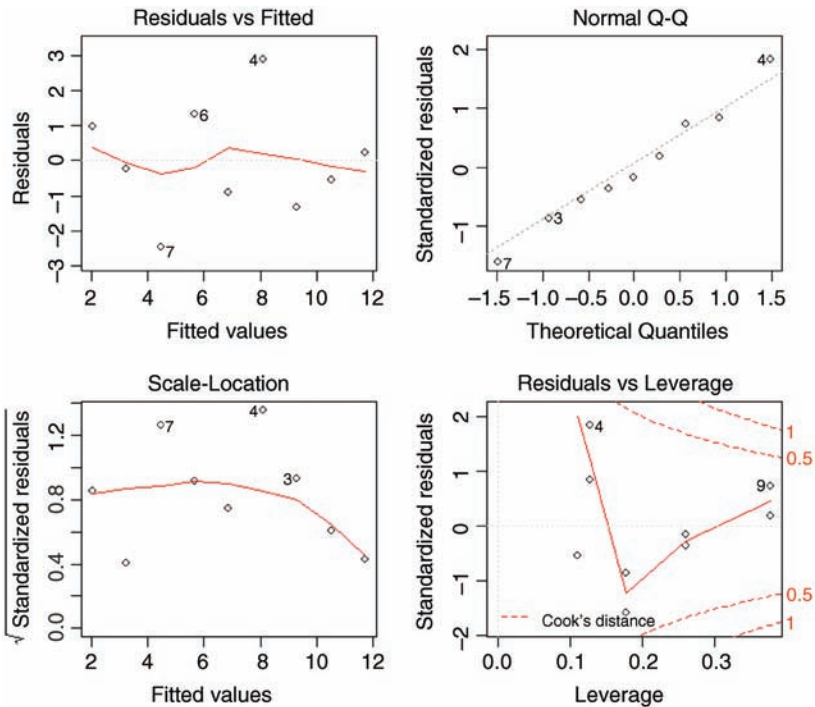 Residuals vs Fitted
Residuals
3
2
1
0
−1
−2
−3
4
6
7
2 4 6 8 10 12
Fitted values
Normal Q-Q
Standardized residuals
2
1
0
−1
4
3
7
−1.5 −1.0 −0.5 0.0 0.5 1.0 1.5
Theoretical Quantiles
Scale-Location
√Standardized residuals
1.2
0.8
0.4
0.0
7
4
3
2 4 6 8 10 12
Fitted values
Residuals vs Leverage
Standardized residuals
2
1
0
−1
−2
4
9
1
0.5
0.5
1
Cook's distance
0.0 0.1 0.2 0.3
Leverage